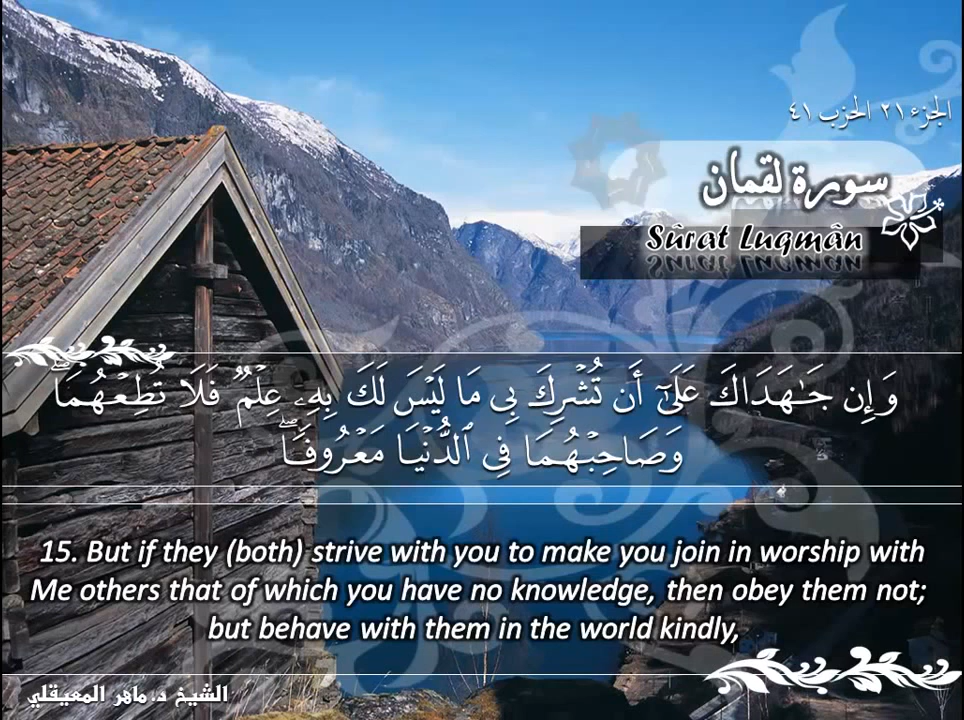 الجزء ٢١ الحزب ٤١
سورة لقمان
Sûrat Luqmân
وَإِن جَـٰهَدَاكَ عَلَىٰٓ أَن تُشْرِكَ بِى مَا لَيْسَ لَكَ بِهِۦ عِلْمٌ فَلَا تُطِعْهُمَا ۖ
وَصَاحِبْهُمَا فِى ٱلدُّنْيَا مَعْرُوفًا ۖ
15. But if they (both) strive with you to make you join in worship with
Me others that of which you have no knowledge, then obey them not;
but behave with them in the world kindly,
الشيخ د. ماهر المعيقلي